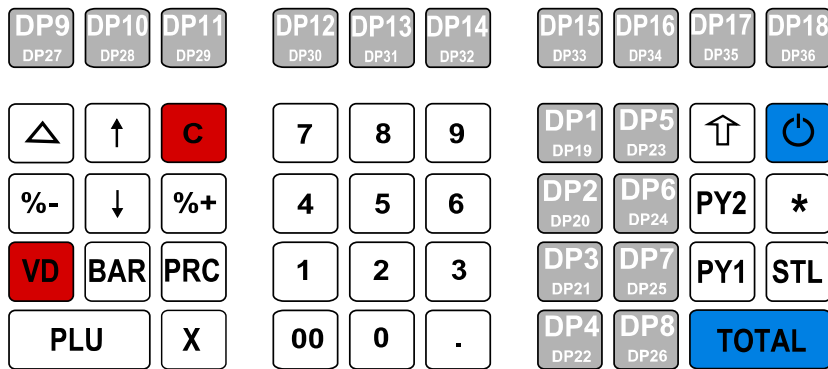 DP9 DP10 DP11 DP12 DP13 DP14 DP15 DP16 DP17 DP18
DP27 DP28 DP29 DP30 DP31 DP32 DP33 DP34 DP35 DP36
C 7 8 9 DP1 DP5
DP19 DP23
%- %+ 4 5 6 DP2 DP6 PY2 *
DP20 DP24
VD BAR PRC 1 2 3 DP3 DP7 PY1 STL
DP21 DP25
PLU X 00 0 . DP4 DP8 TOTAL
DP22 DP26